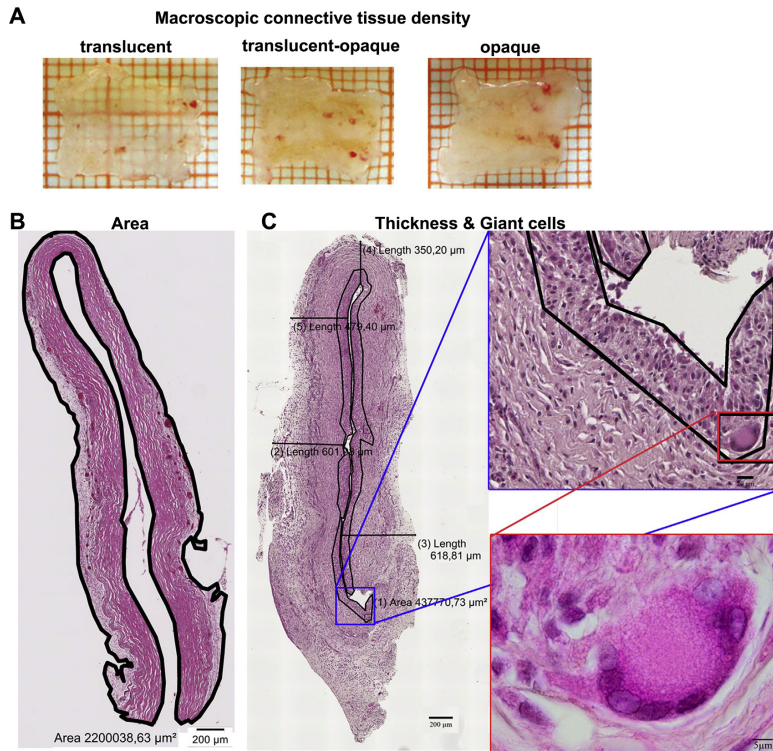 A
Macroscopic connective tissue density
translucent
translucent-opaque
opaque
B
Area
Area 2200038,63 µm²
200 µm
C
Thickness & Giant cells
(4) Length 350,20 µm
(5) Length 479,40 µm
(2) Length 601, µm
(3) Length
618,81 µm
(1) Area 437770,73 µm²
200 µm
5µm